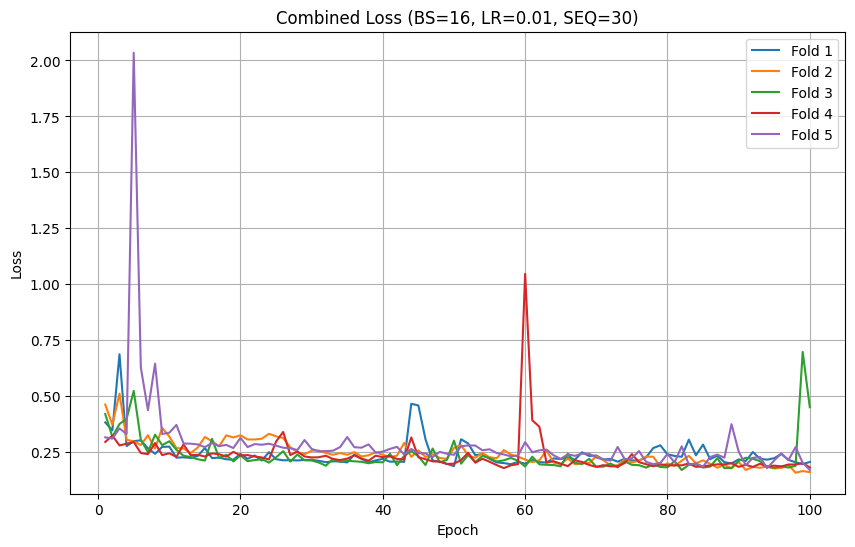 Combined Loss (BS=16, LR=0.01, SEQ=30)
Fold 1
Fold 2
Fold 3
Fold 4
Fold 5
2.00
1.75
1.50
1.25
1.00
0.75
0.50
0.25
Loss
0
20
40
60
80
100
Epoch